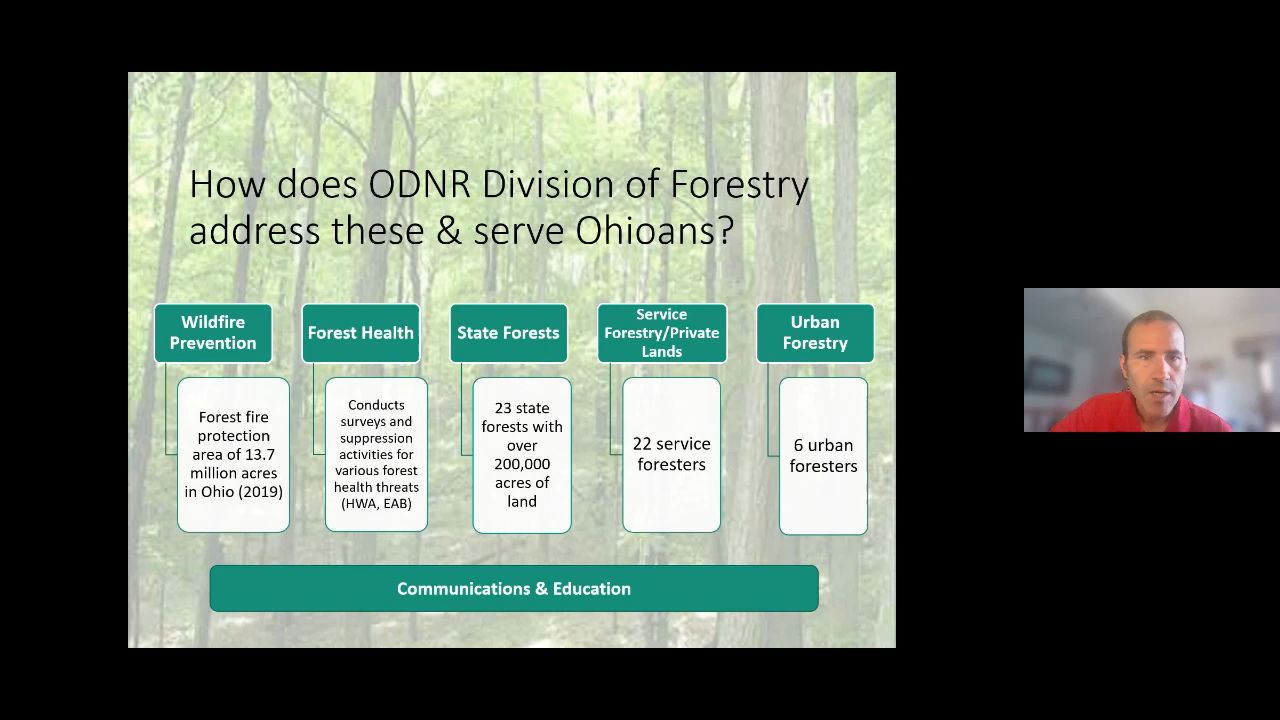 How does ODNR Division of Forestry
address these & serve Ohioans?
Wildfire
Prevention
Forest fire
protection
area of 13.7
million acres
in Ohio (2019)
Forest Health
Conducts
surveys and
suppression
activities for
various forest
health threats
(HWA, EAB)
State Forests
23 state
forests with
over
200,000
acres of
land
Service
Forestry/Private
Lands
22 service
foresters
Urban
Forestry
6 urban
foresters
Communications & Education